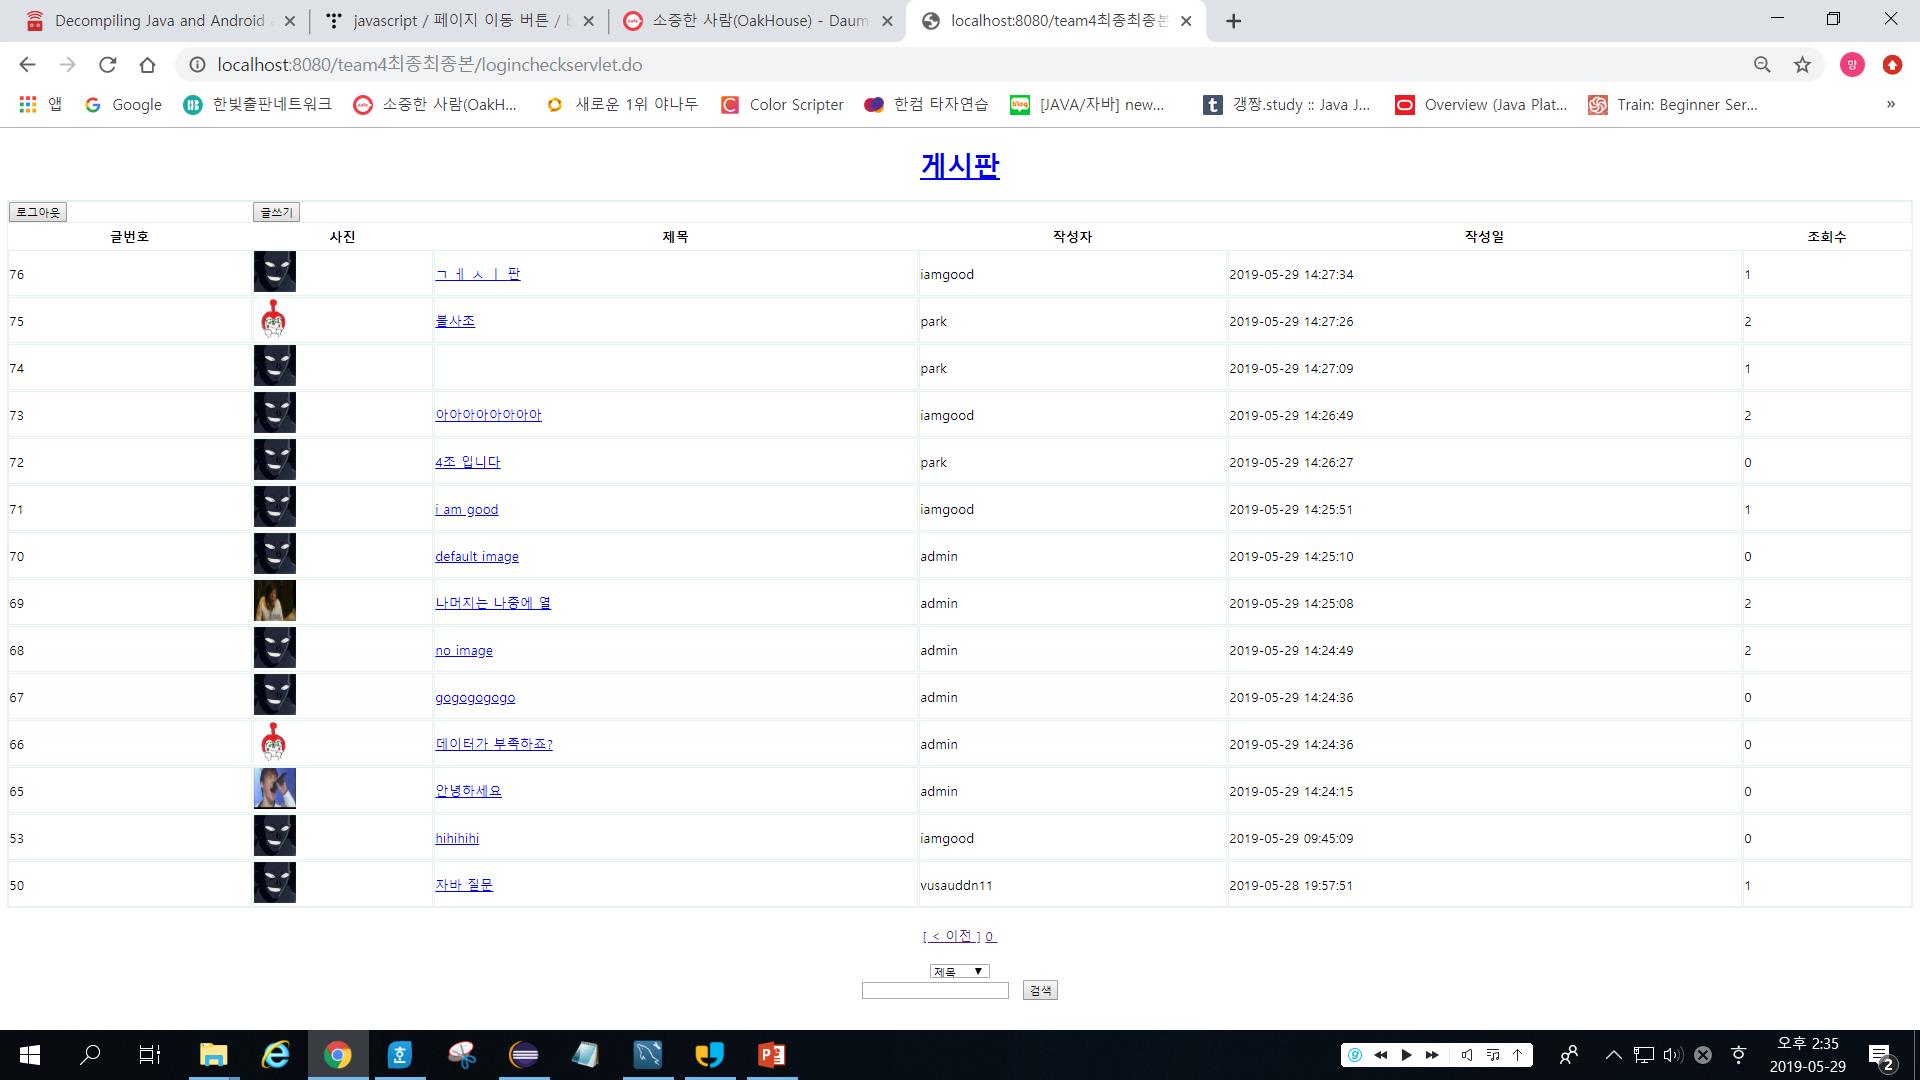 Decompiling Java and Android a
javascript / 페이지 이동 버튼 / b
소중한 사람(OakHouse) - Daum
localhost:8080/team4최종최종본
localhost:8080/team4최종최종본/logincheckservlet.do
망
앱
Google
한빛출판네트워크
소중한 사람(OakH...
새로운 1위 야나두
Color Scripter
한컴 타자연습
[JAVA/자바] new...
갱짱.study :: Java J...
Overview (Java Plat...
Train: Beginner Ser...
»
게시판
로그아웃 글쓰기
글번호 사진 제목 작성자 작성일 조회수
76 ㄱ ㅔ ㅅ ㅣ 판 iamgood 2019-05-29 14:27:34 1
75 불사조 park 2019-05-29 14:27:26 2
74 park 2019-05-29 14:27:09 1
73 아아아아아아아아 iamgood 2019-05-29 14:26:49 2
72 4조 입니다 park 2019-05-29 14:26:27 0
71 i am good iamgood 2019-05-29 14:25:51 1
70 default image admin 2019-05-29 14:25:10 0
69 나머지는 나중에 열 admin 2019-05-29 14:25:08 2
68 no image admin 2019-05-29 14:24:49 2
67 gogogogogo admin 2019-05-29 14:24:36 0
66 데이터가 부족하죠? admin 2019-05-29 14:24:36 0
65 안녕하세요 admin 2019-05-29 14:24:15 0
53 hihihihi iamgood 2019-05-29 09:45:09 0
50 자바 질문 vusauddn11 2019-05-28 19:57:51 1
[ < 이전 ] 0
제목 ▼
검색
오후 2:35
2019-05-29
2